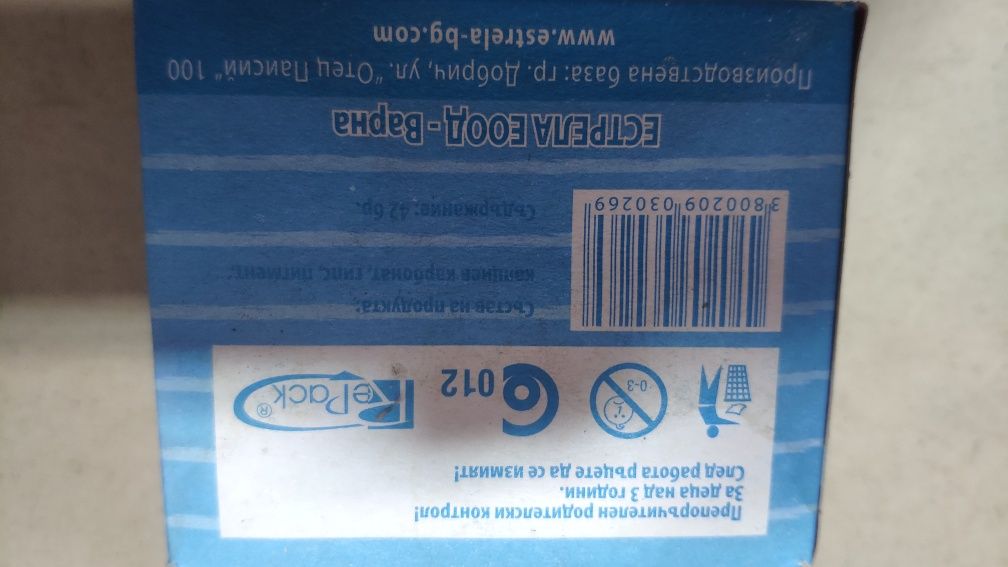 Препоръчителен родителски контрол!
За деца над 3 години.
След работа ръцете да се измият!
0-3
012
RePack®
Състав на продукта:
калциев карбонат, гипс, пигмент.
Съдържание: 42 бр.
3 800209 030269
ЕСТРЕЛА ЕООД - Варна
Производствена база: гр. Добрич, ул. "Отец Паисий" 100
www.estrela-bg.com